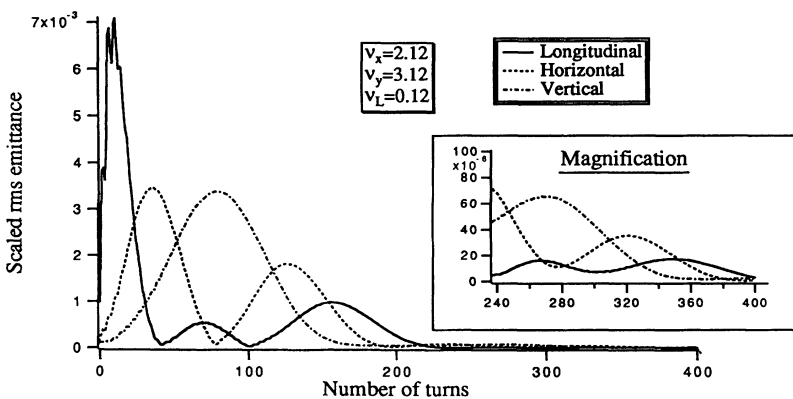 7x10⁻³
6
5
4
3
2
1
0
Scaled rms emittance
0
100
200
300
400
Number of turns
νx=2.12
νy=3.12
νL=0.12
Longitudinal
Horizontal
Vertical
Magnification
100
x10⁻⁶
80
60
40
20
0
240
280
320
360
400